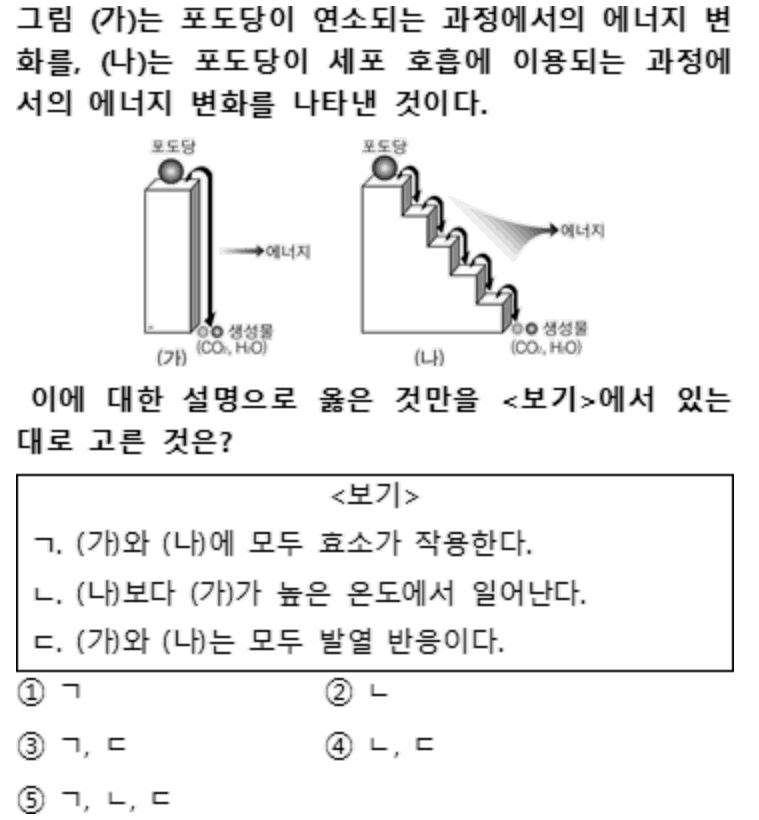 그림 (가)는 포도당이 연소되는 과정에서의 에너지 변
화를, (나)는 포도당이 세포 호흡에 이용되는 과정에
서의 에너지 변화를 나타낸 것이다.
포도당
에너지
생성물
(CO₂, H₂O)
(가)
포도당
에너지
생성물
(CO₂, H₂O)
(나)
이에 대한 설명으로 옳은 것만을 <보기>에서 있는
대로 고른 것은?
<보기>
ㄱ. (가)와 (나)에 모두 효소가 작용한다.
ㄴ. (나)보다 (가)가 높은 온도에서 일어난다.
ㄷ. (가)와 (나)는 모두 발열 반응이다.
① ㄱ ② ㄴ
③ ㄱ, ㄷ ④ ㄴ, ㄷ
⑤ ㄱ, ㄴ, ㄷ